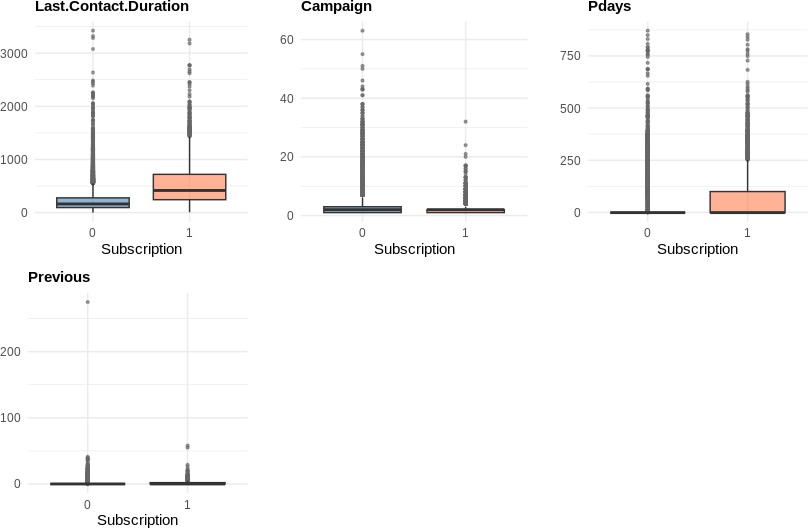 Last.Contact.Duration
3000
2000
1000
0
0 1
Subscription
Campaign
60
40
20
0
0 1
Subscription
Pdays
750
500
250
0
0 1
Subscription
Previous
200
100
0
0 1
Subscription